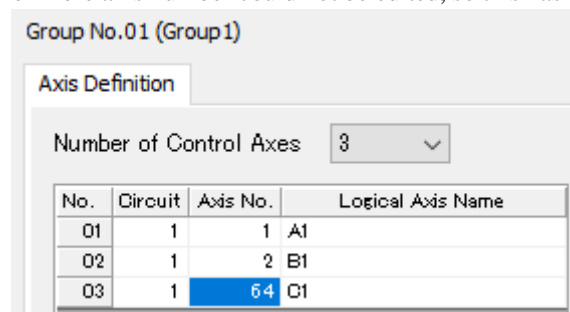 Group No.01 (Group1)
Axis Definition
Number of Control Axes 3
No. Circuit Axis No. Logical Axis Name
01 1 1 A1
02 1 2 B1
03 1 64 C1